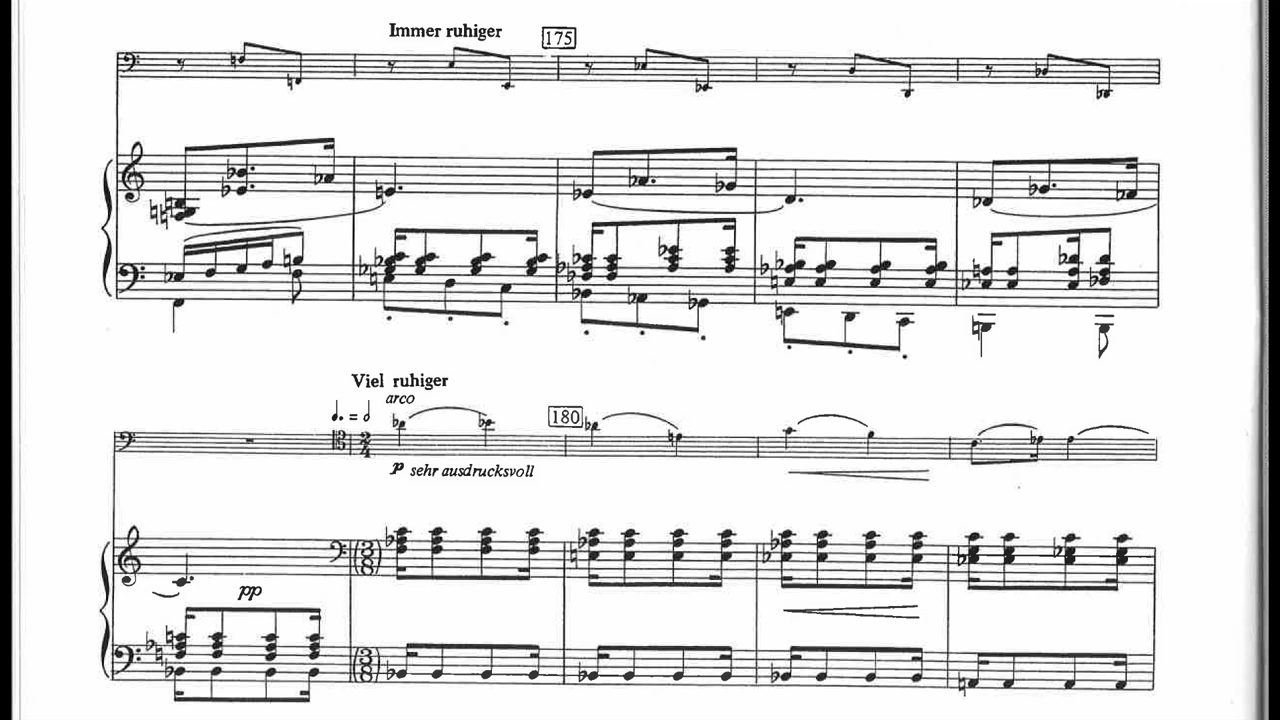 Immer ruhiger 175
Viel ruhiger
arco
180
p sehr ausdrucksvoll
pp